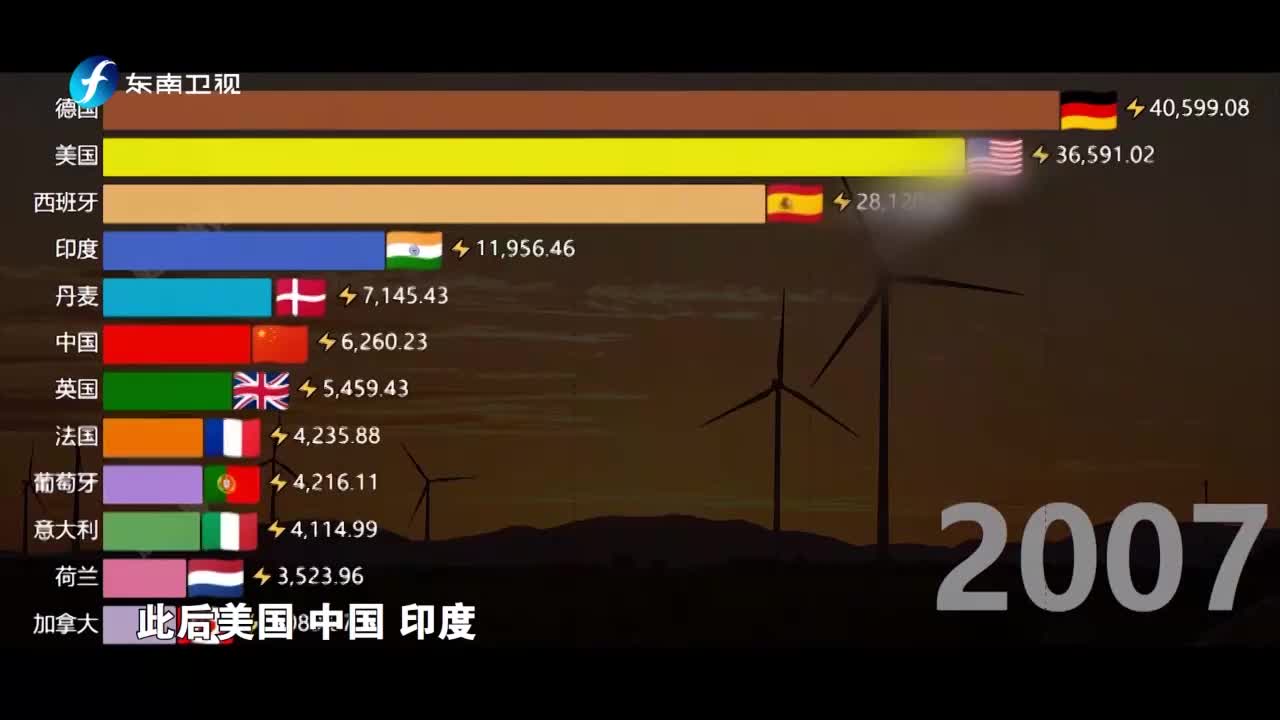 东南卫视
德国 40,599.08
美国 36,591.02
西班牙
印度 11,956.46
丹麦 7,145.43
中国 6,260.23
英国 5,459.43
法国 4,235.88
葡萄牙 4,216.11
意大利 4,114.99
荷兰 3,523.96
加拿大
2007
此后美国 中国 印度